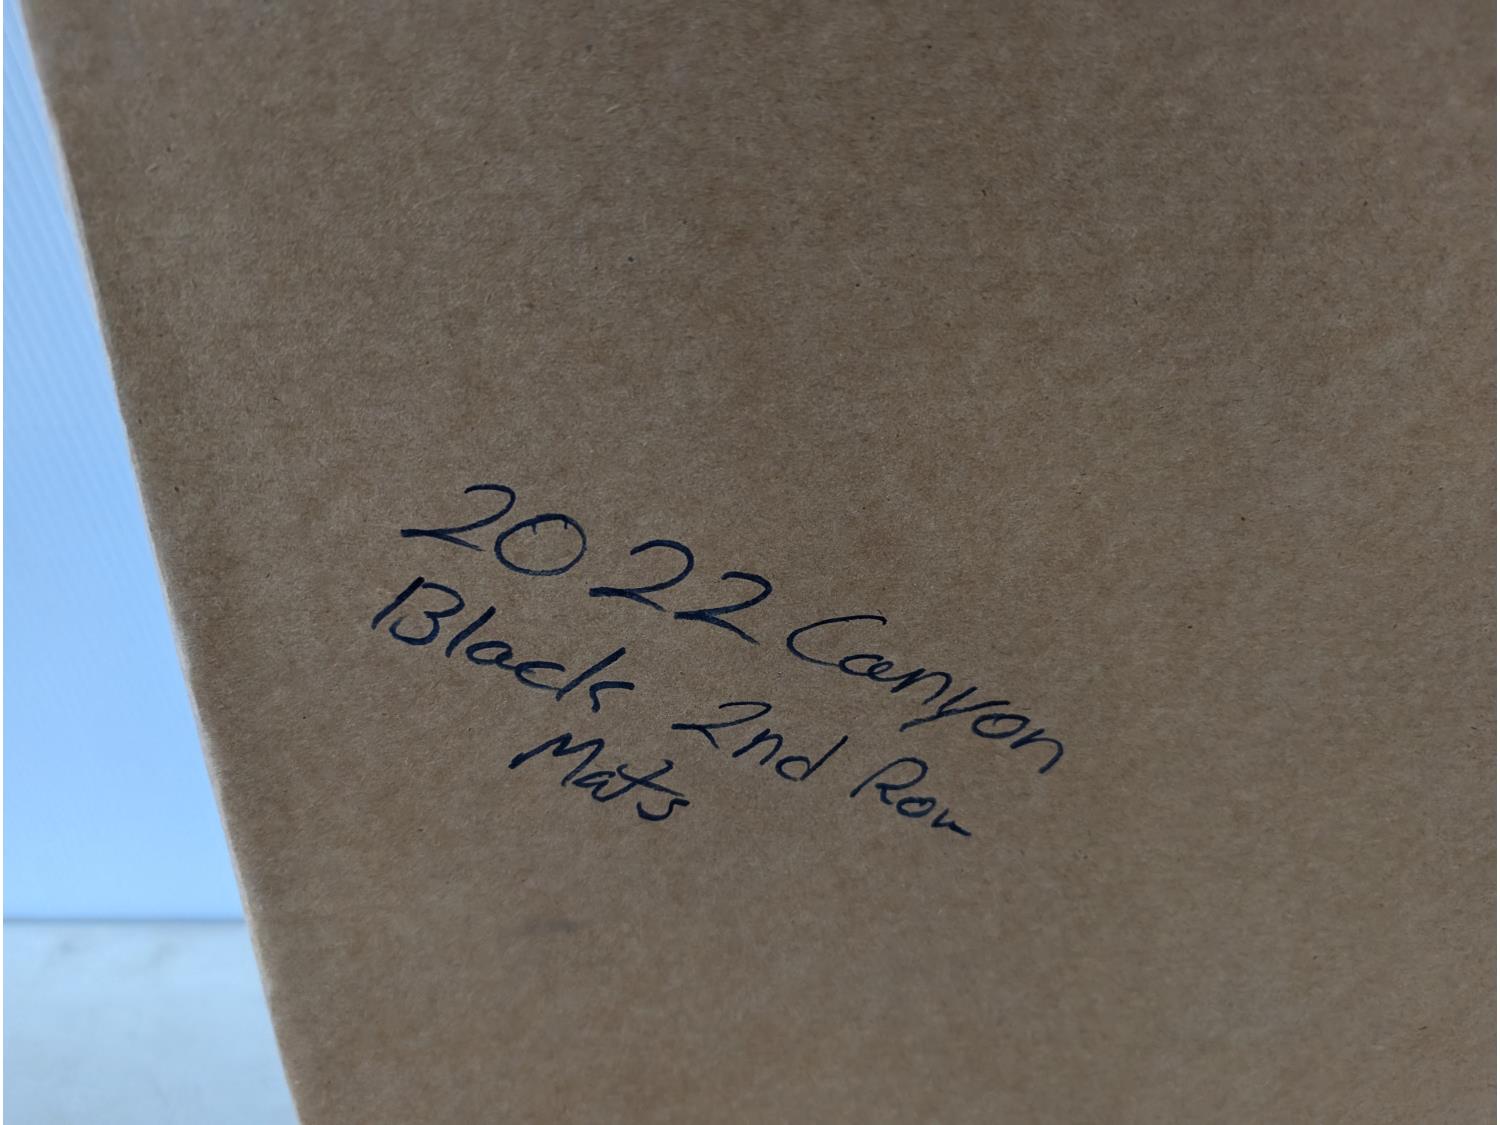 2022 Canyon
Black 2nd Row
Mats